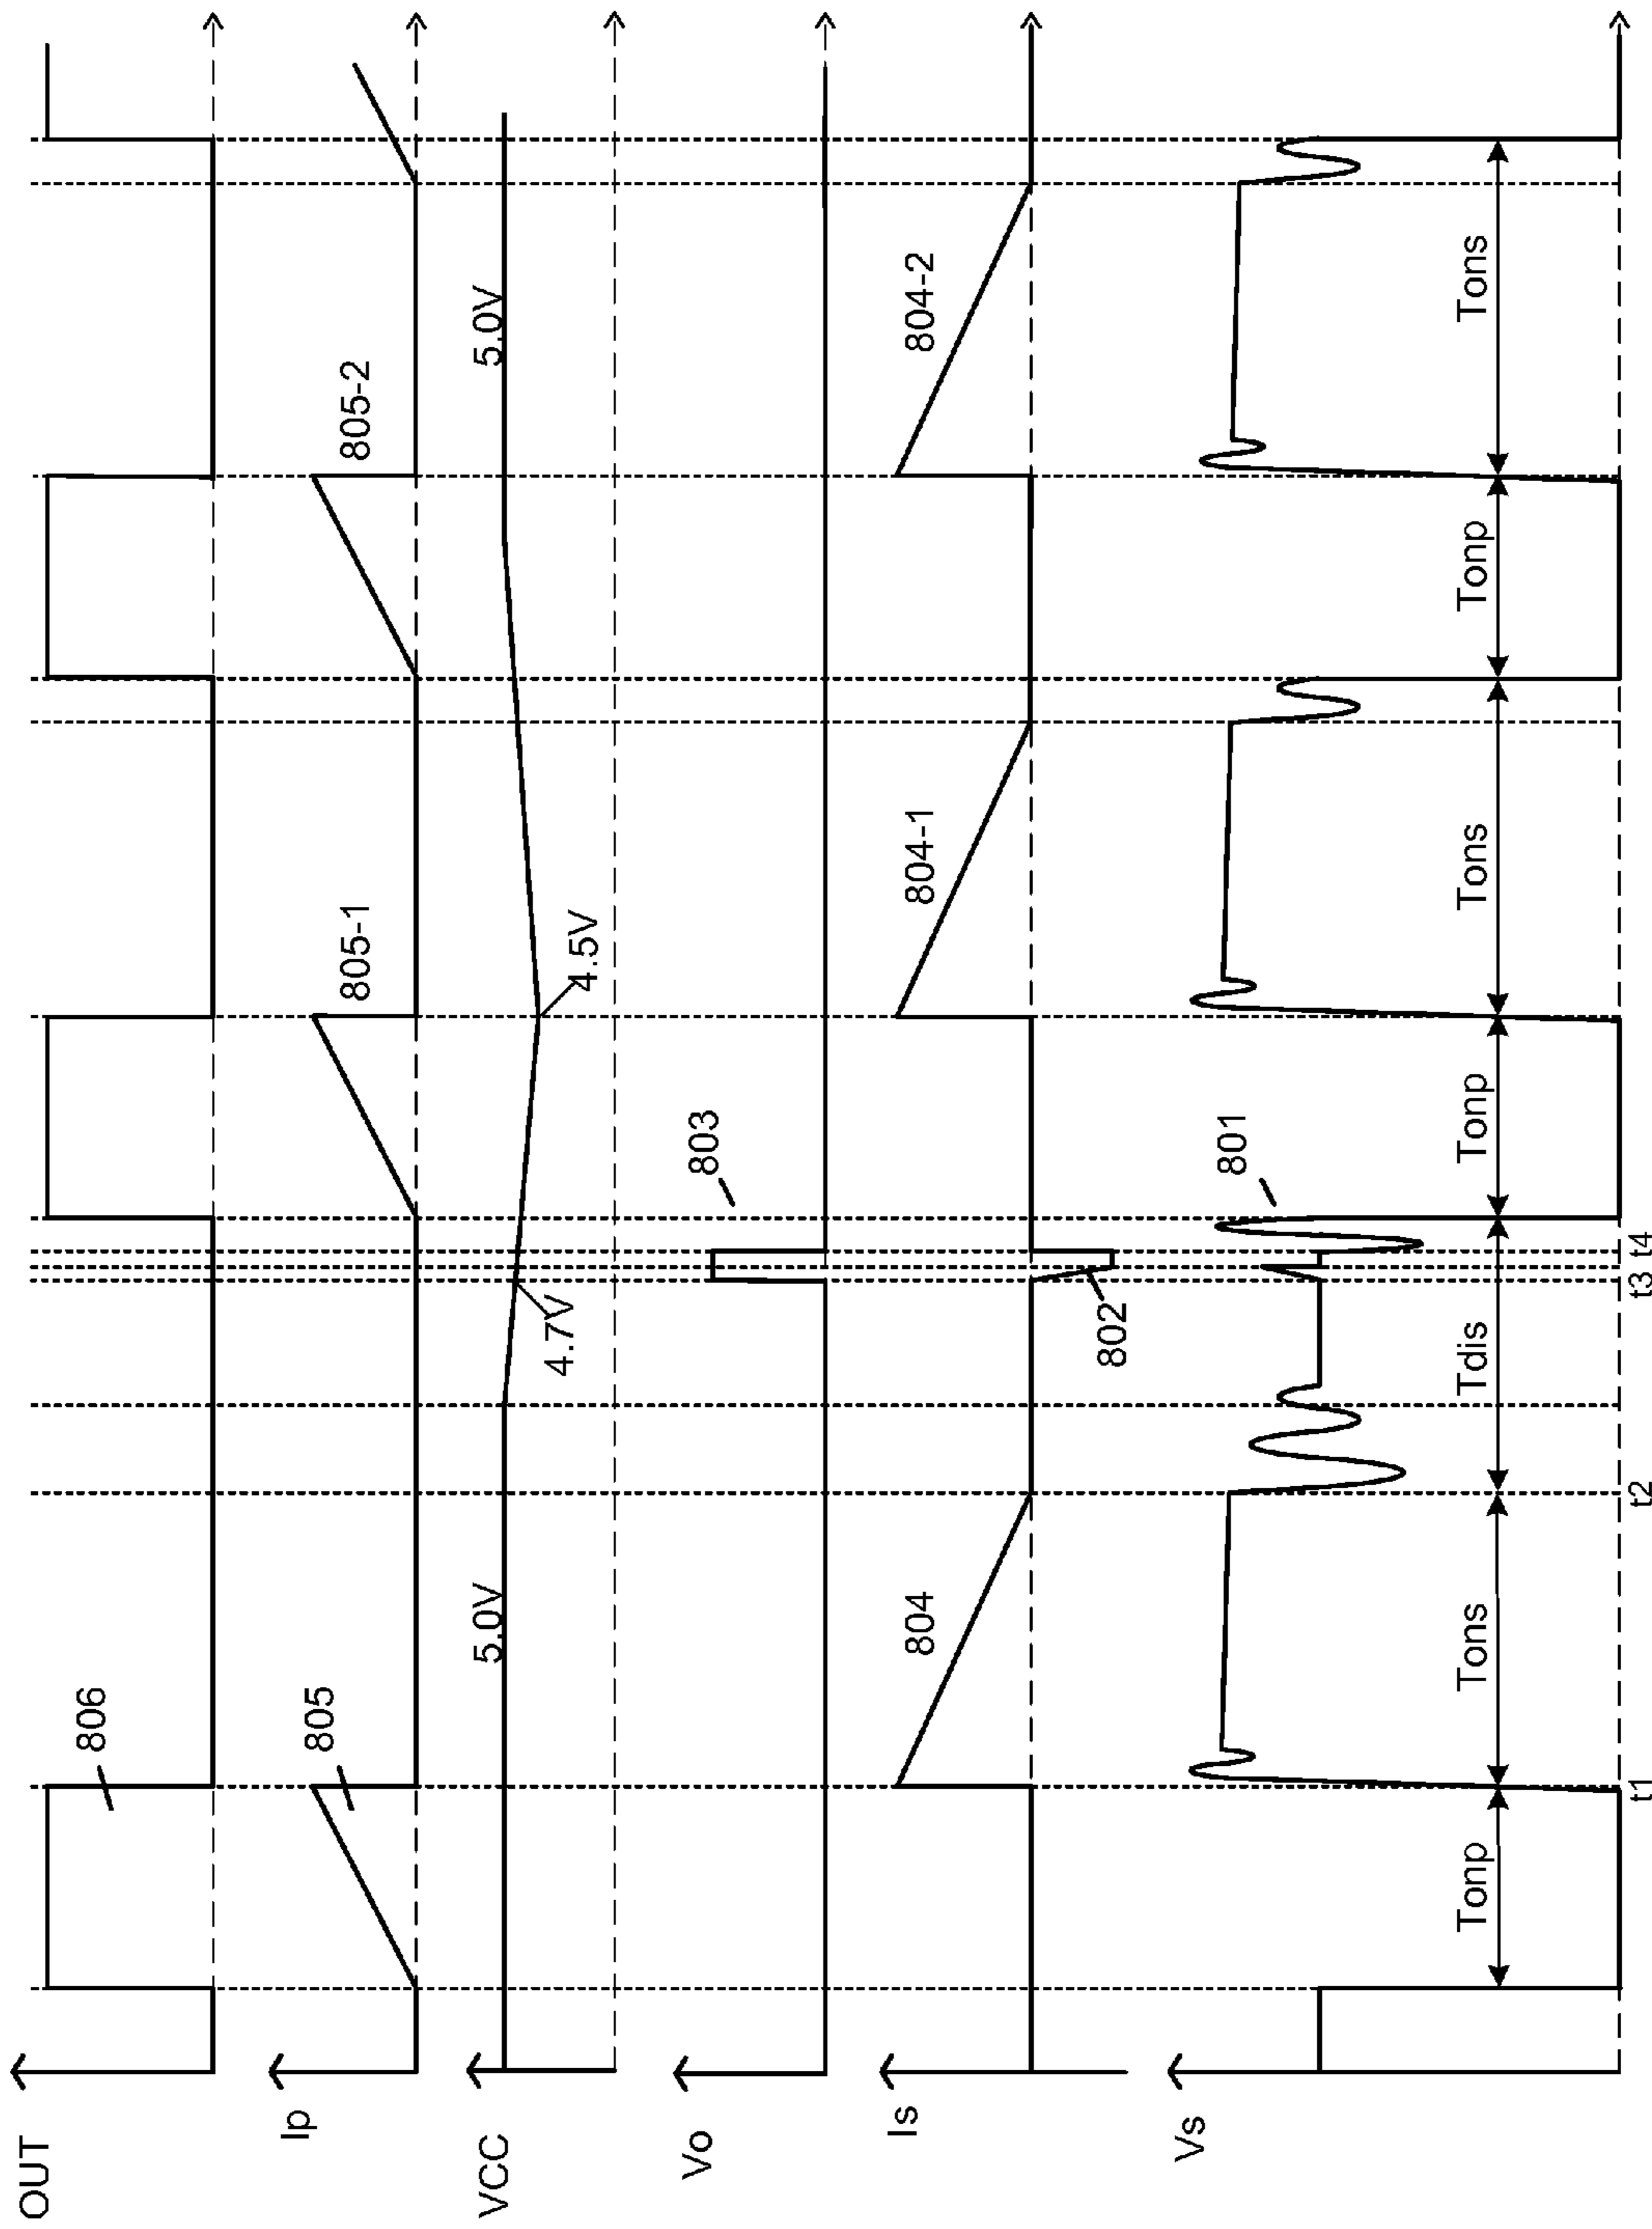 OUT
806
Ip
805
805-1
805-2
VCC
5.0V
4.7V
4.5V
5.0V
Vo
803
Is
804
802
804-1
804-2
Vs
801
Tonp
Tons
Tdis
Tonp
Tons
Tonp
Tons
t1
t2
t3
t4